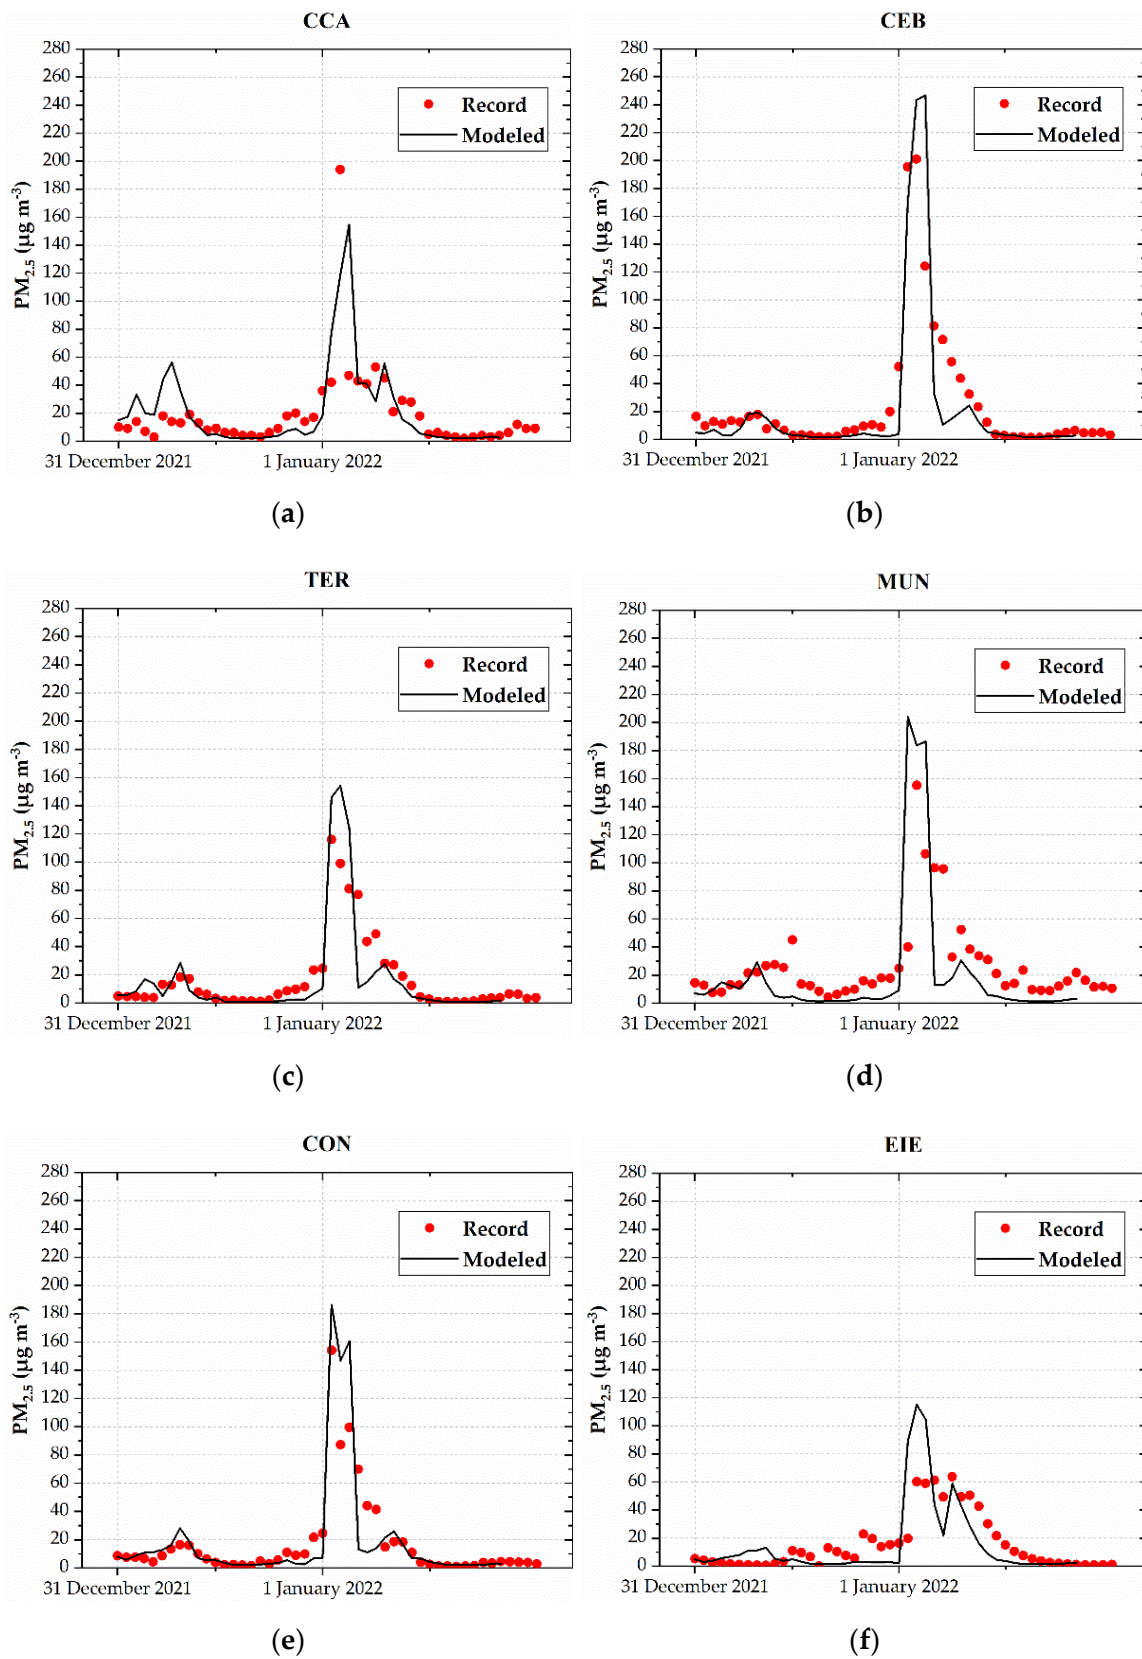 CCA
280
260
240
220
200
180
160
140
120
100
80
60
40
20
0
PM2.5 (µg m-3)
Record
Modeled
31 December 2021
1 January 2022
(a)
CEB
280
260
240
220
200
180
160
140
120
100
80
60
40
20
0
PM2.5 (µg m-3)
Record
Modeled
31 December 2021
1 January 2022
(b)
TER
280
260
240
220
200
180
160
140
120
100
80
60
40
20
0
PM2.5 (µg m-3)
Record
Modeled
31 December 2021
1 January 2022
(c)
MUN
280
260
240
220
200
180
160
140
120
100
80
60
40
20
0
PM2.5 (µg m-3)
Record
Modeled
31 December 2021
1 January 2022
(d)
CON
280
260
240
220
200
180
160
140
120
100
80
60
40
20
0
PM2.5 (µg m-3)
Record
Modeled
31 December 2021
1 January 2022
(e)
EIE
280
260
240
220
200
180
160
140
120
100
80
60
40
20
0
PM2.5 (µg m-3)
Record
Modeled
31 December 2021
1 January 2022
(f)